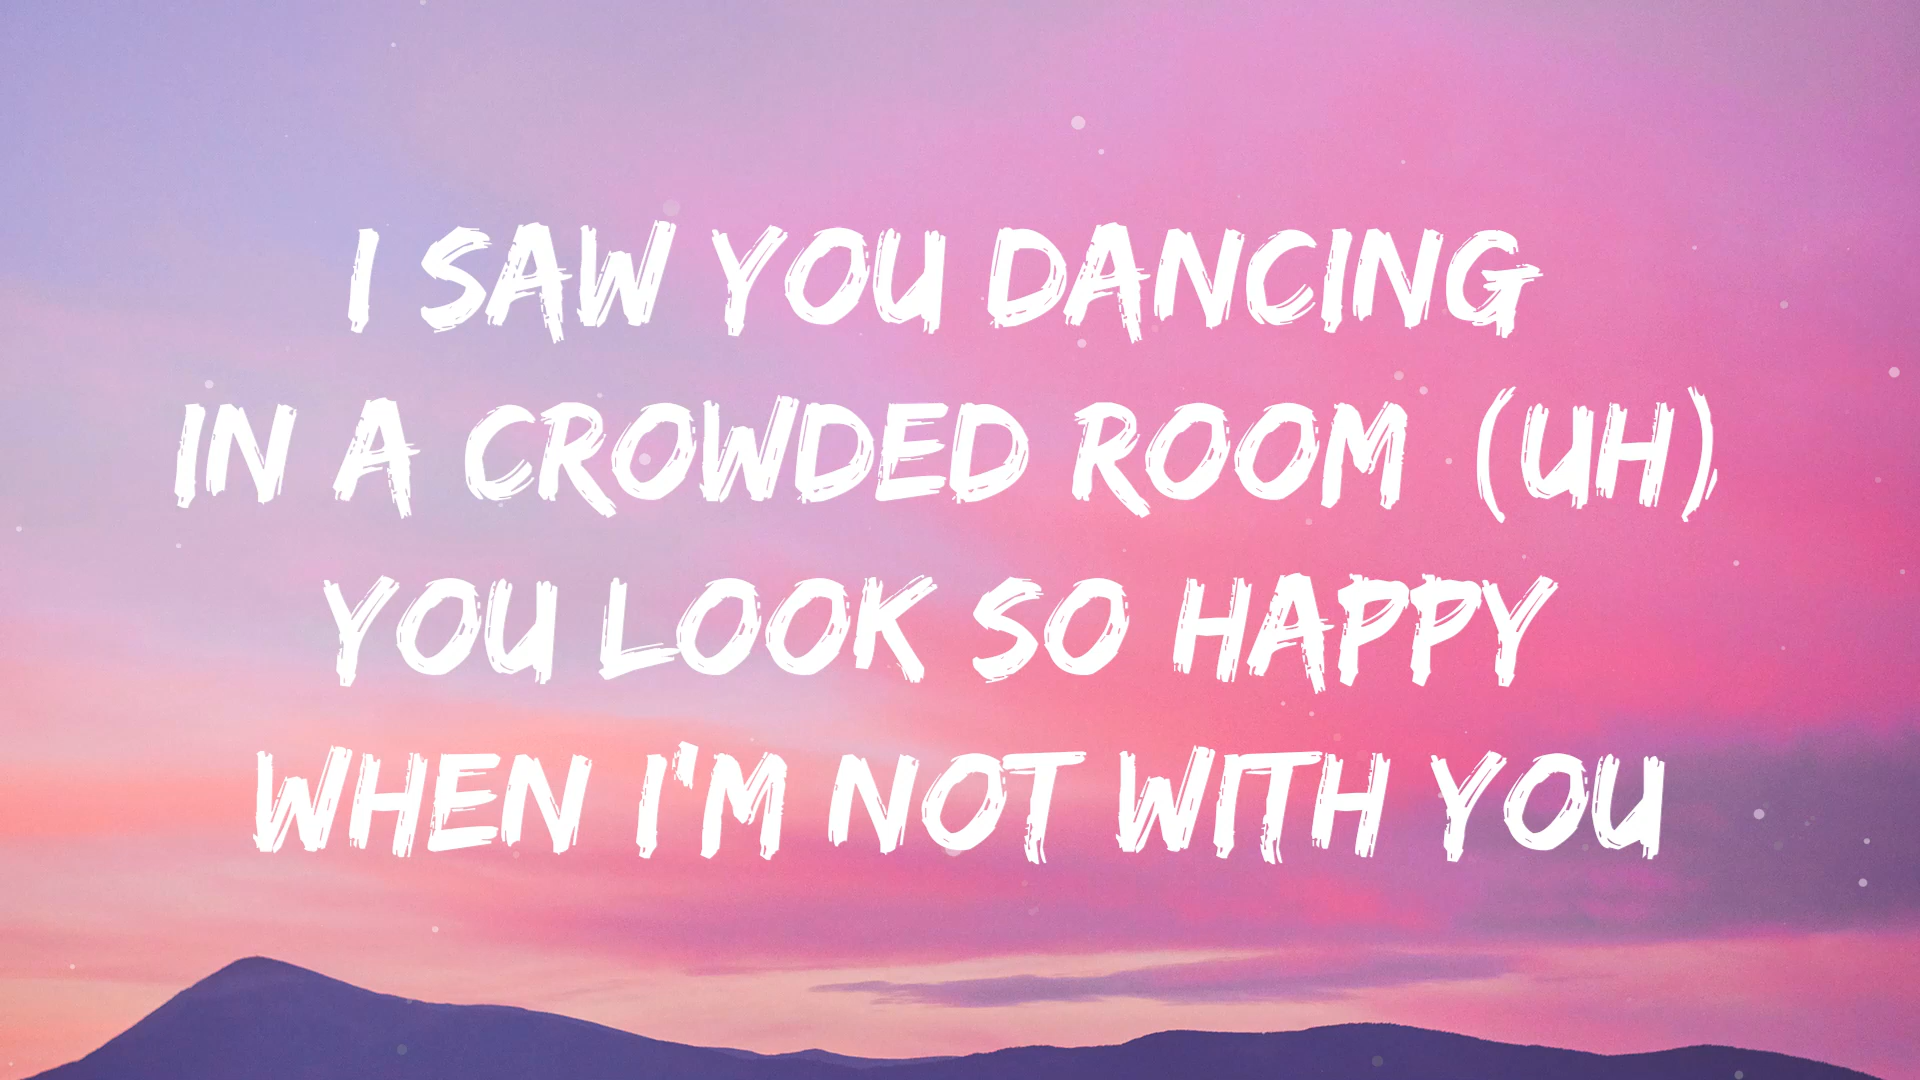 I SAW YOU DANCING
IN A CROWDED ROOM (UH)
YOU LOOK SO HAPPY
WHEN I'M NOT WITH YOU